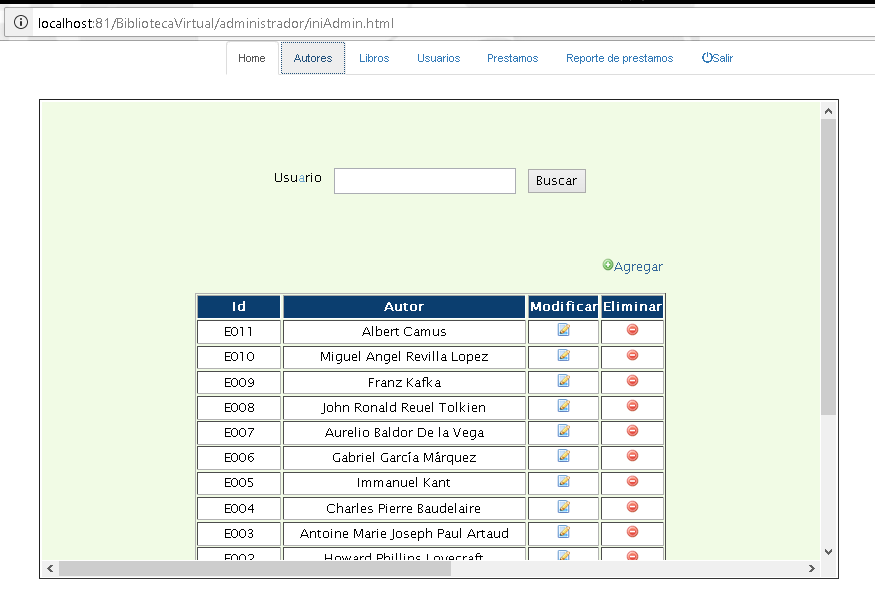 localhost:81/BibliotecaVirtual/administrador/iniAdmin.html
Home Autores Libros Usuarios Prestamos Reporte de prestamos Salir
Usuario Buscar
Agregar
Id Autor Modificar Eliminar
E011 Albert Camus
E010 Miguel Angel Revilla Lopez
E009 Franz Kafka
E008 John Ronald Reuel Tolkien
E007 Aurelio Baldor De la Vega
E006 Gabriel García Márquez
E005 Immanuel Kant
E004 Charles Pierre Baudelaire
E003 Antoine Marie Joseph Paul Artaud
E002 Howard Phillips Lovecraft